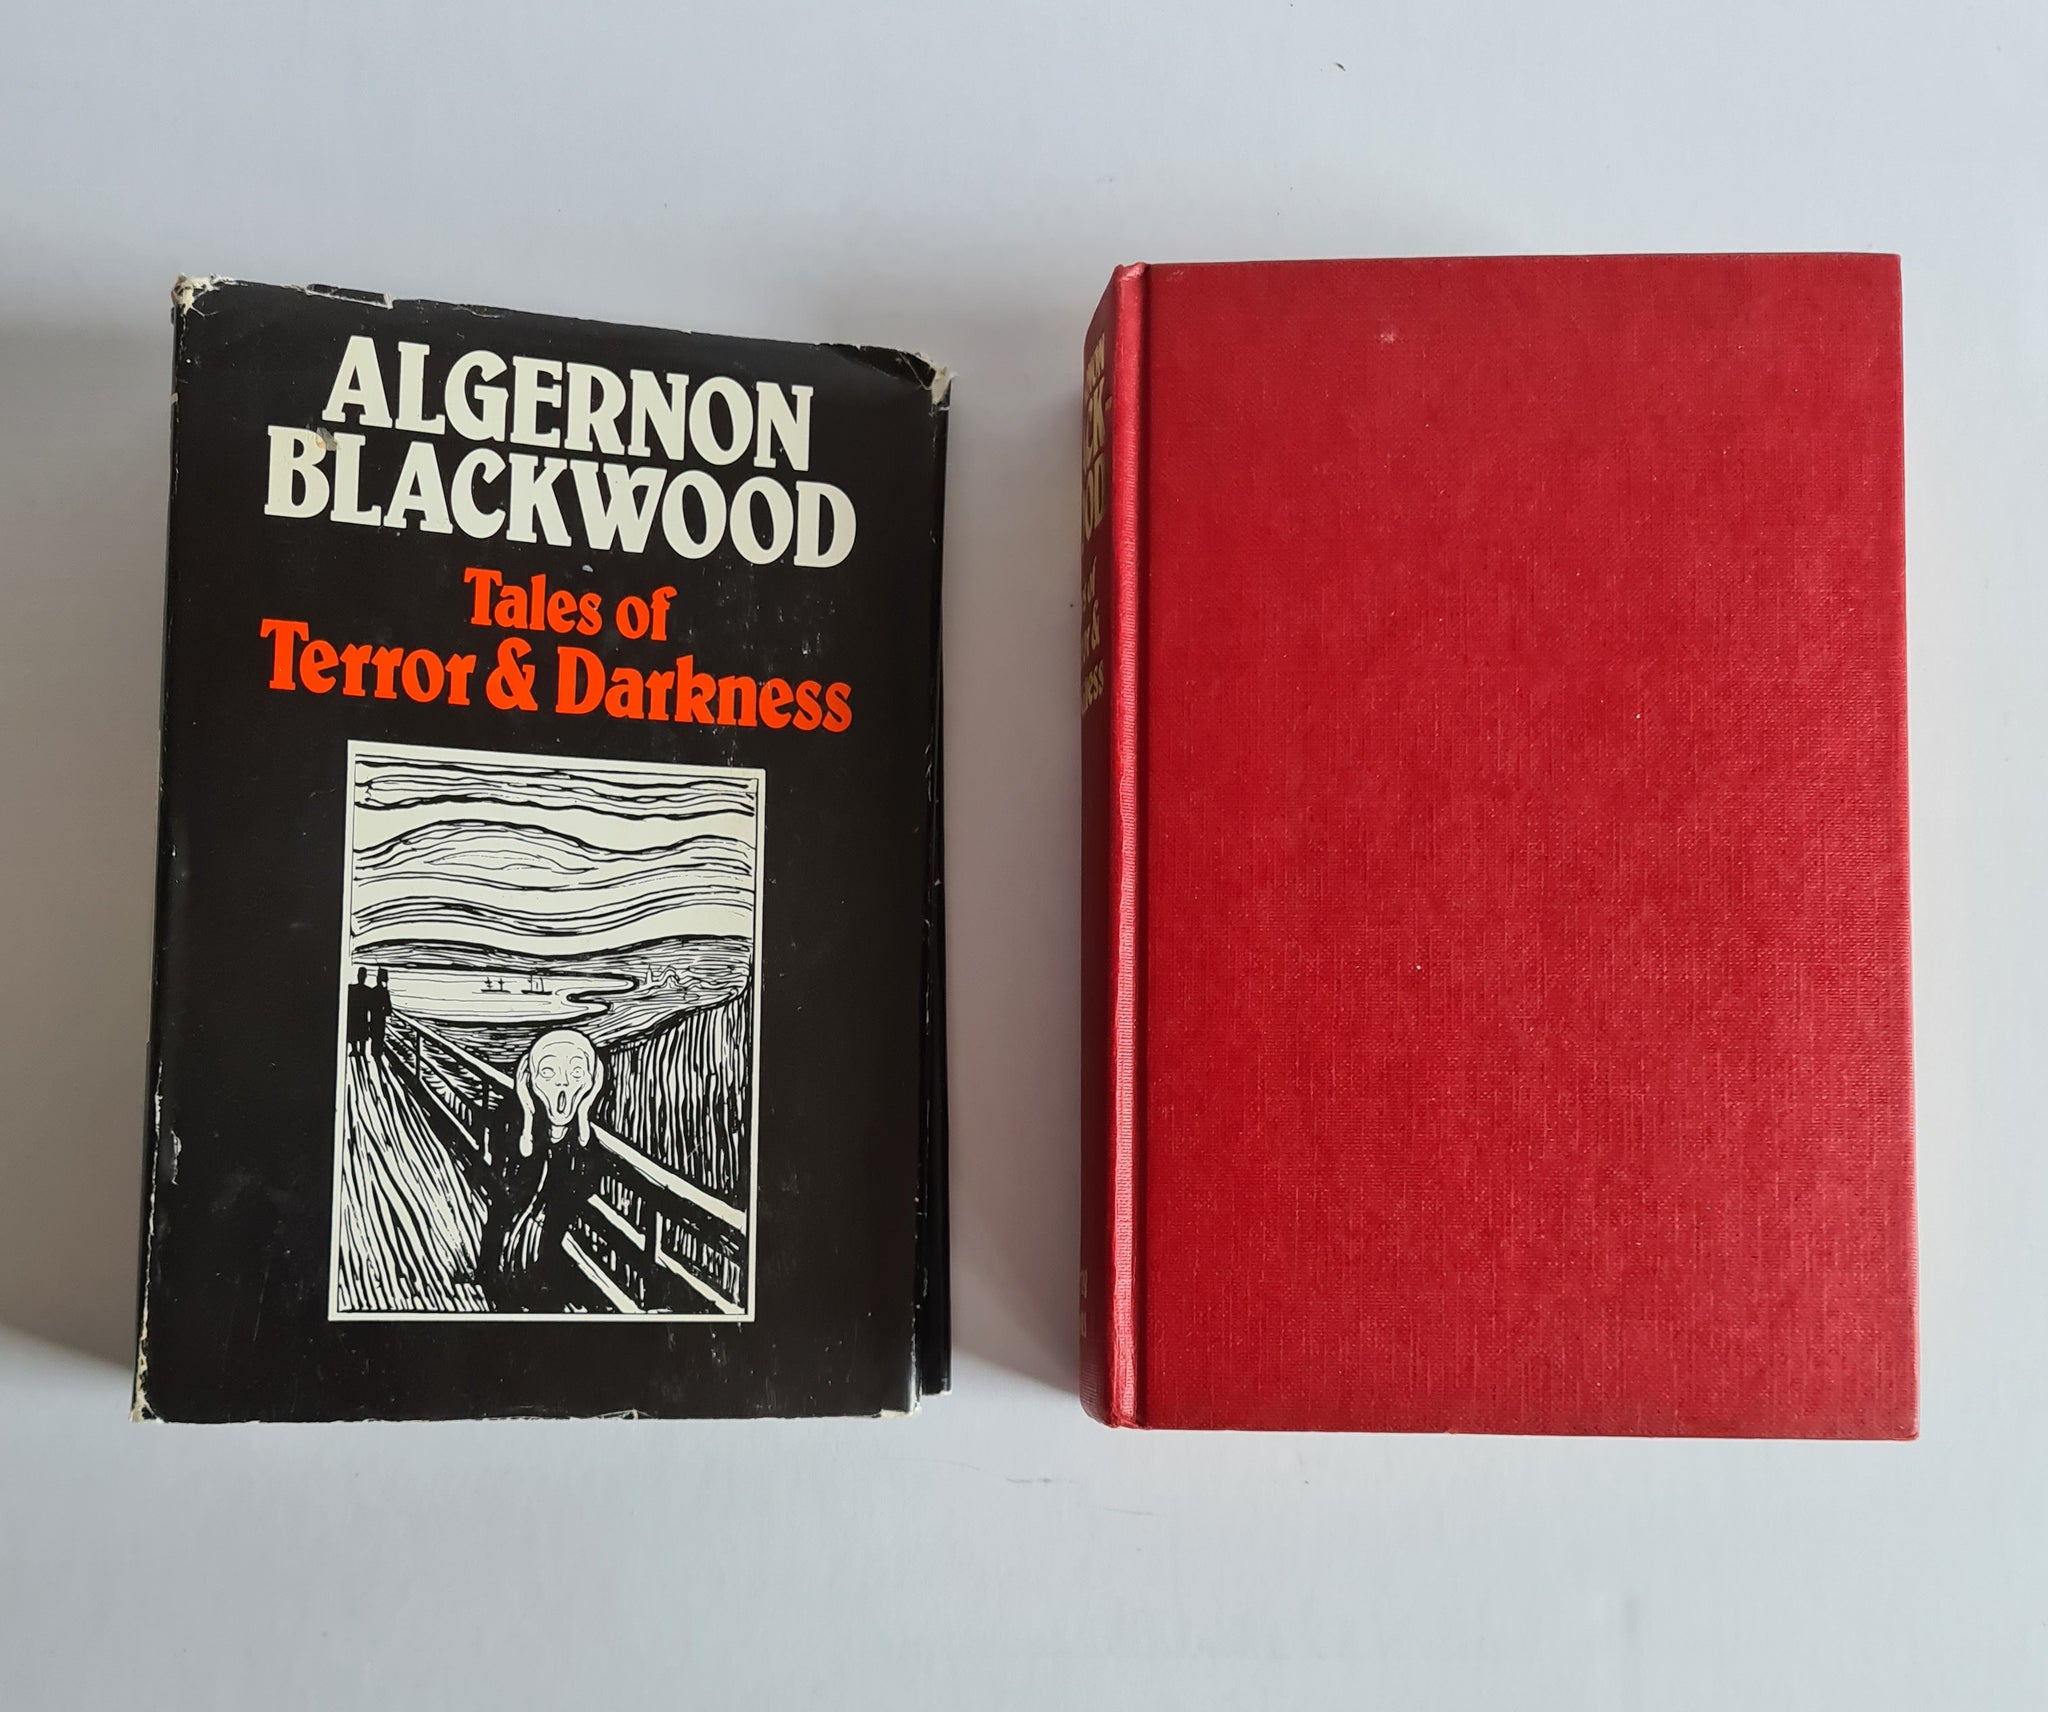 ALGERNON
BLACKWOOD
Tales of
Terror & Darkness